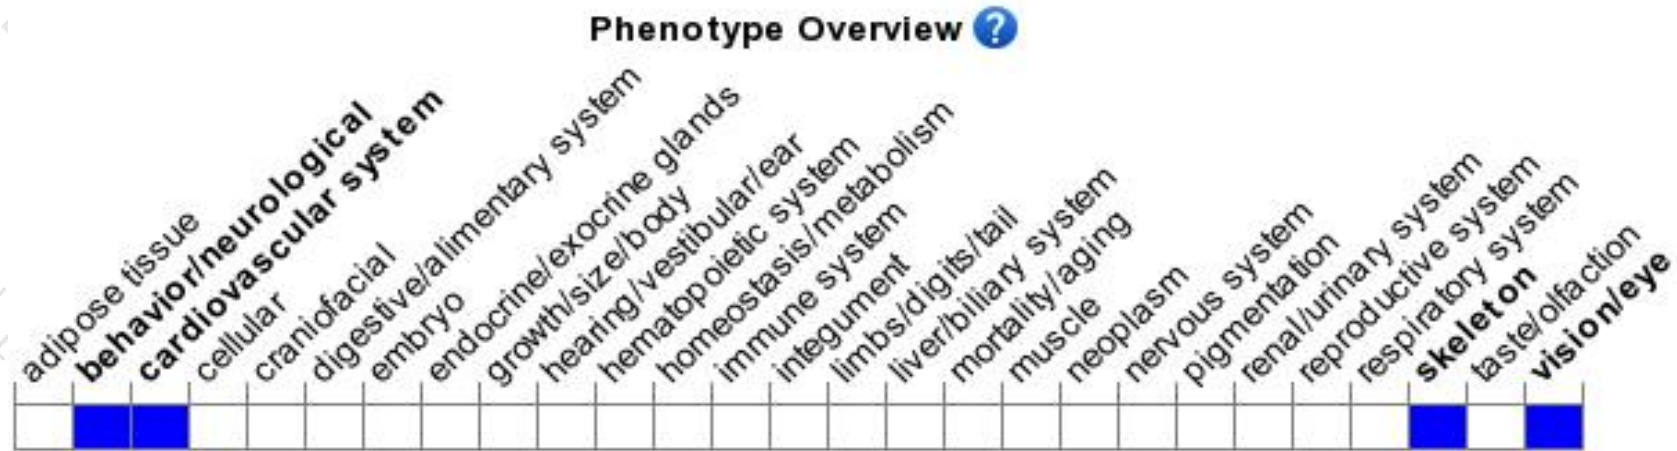 Phenotype Overview ?
adipose tissue
behavior/neurological
cardiovascular system
cellular
craniofacial
digestive/alimentary system
embryo
endocrine/exocrine glands
growth/size/body
hearing/vestibular/ear
hematopoietic system
homeostasis/metabolism
immune system
integument
limbs/digits/tail
liver/biliary system
mortality/aging
muscle
neoplasm
nervous system
pigmentation
renal/urinary system
reproductive system
respiratory system
skeleton
taste/olfaction
vision/eye